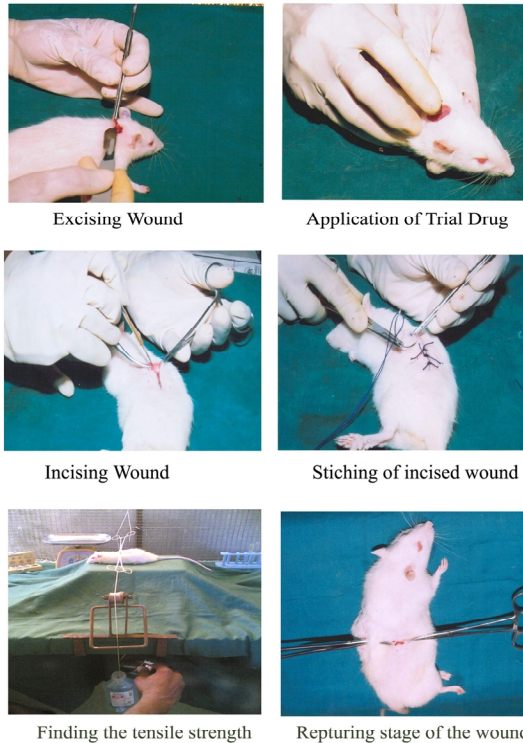 Excising Wound
Application of Trial Drug
Incising Wound
Stiching of incised wound
Finding the tensile strength
Repturing stage of the wound